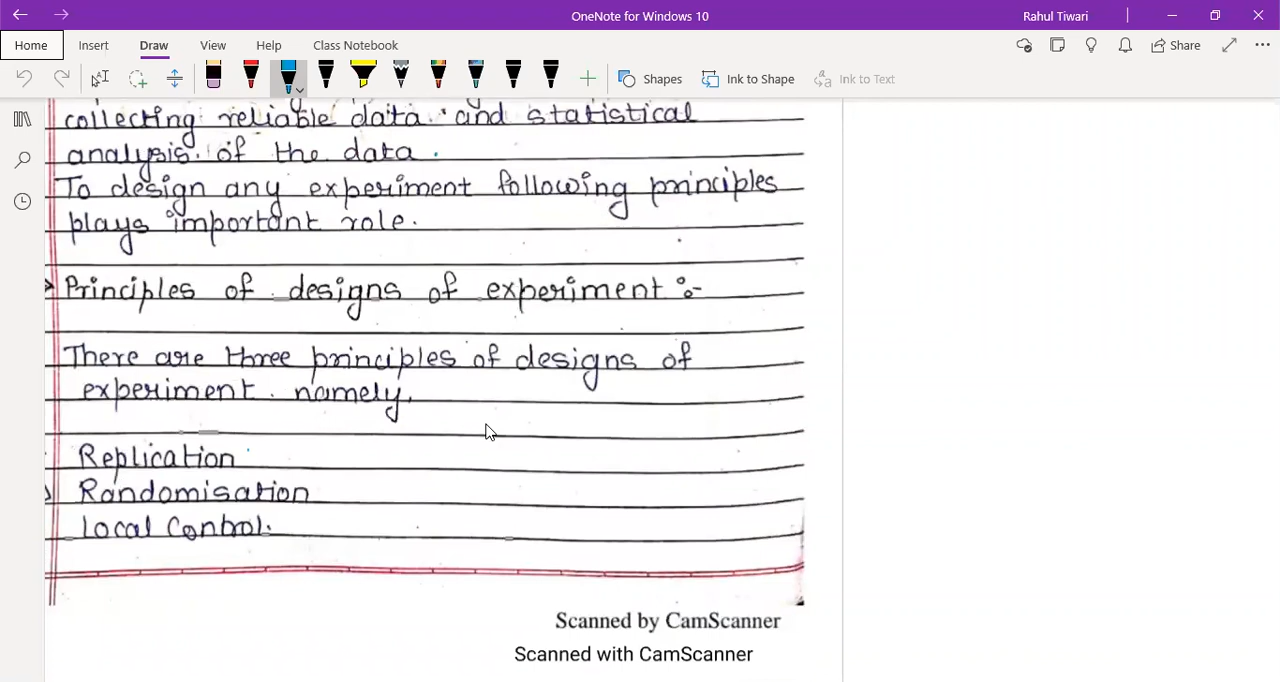 OneNote for Windows 10
Rahul Tiwari
Home Insert Draw View Help Class Notebook
Share
Shapes Ink to Shape Ink to Text
collecting reliable data and statistical
analysis of the data.
To design any experiment following principles
plays important role.
Principles of designs of experiment :-
There are three principles of designs of
experiment namely,
Replication
Randomisation
Local Control.
Scanned by CamScanner
Scanned with CamScanner